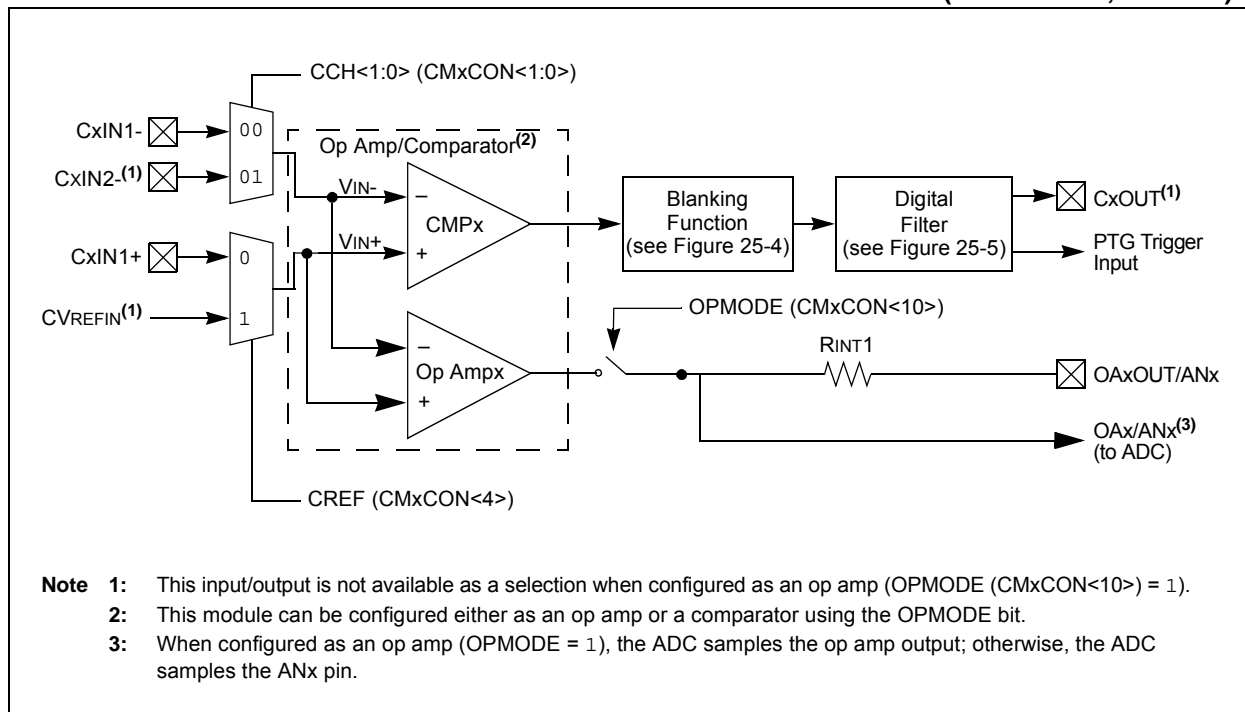 CCH<1:0> (CMxCON<1:0>)
CxIN1-
00
Op Amp/Comparator(2)
CxIN2-(1)
01
VIN-
–
CMPx
Blanking
Function
(see Figure 25-4)
Digital
Filter
(see Figure 25-5)
CxOUT(1)
PTG Trigger
Input
CxIN1+
0
VIN+
+
CVREFIN(1)
1
OPMODE (CMxCON<10>)
RINT1
–
Op Ampx
+
OAxOUT/ANx
OAx/ANx(3)
(to ADC)
CREF (CMxCON<4>)
Note 1: This input/output is not available as a selection when configured as an op amp (OPMODE (CMxCON<10>) = 1).
2: This module can be configured either as an op amp or a comparator using the OPMODE bit.
3: When configured as an op amp (OPMODE = 1), the ADC samples the op amp output; otherwise, the ADC
samples the ANx pin.